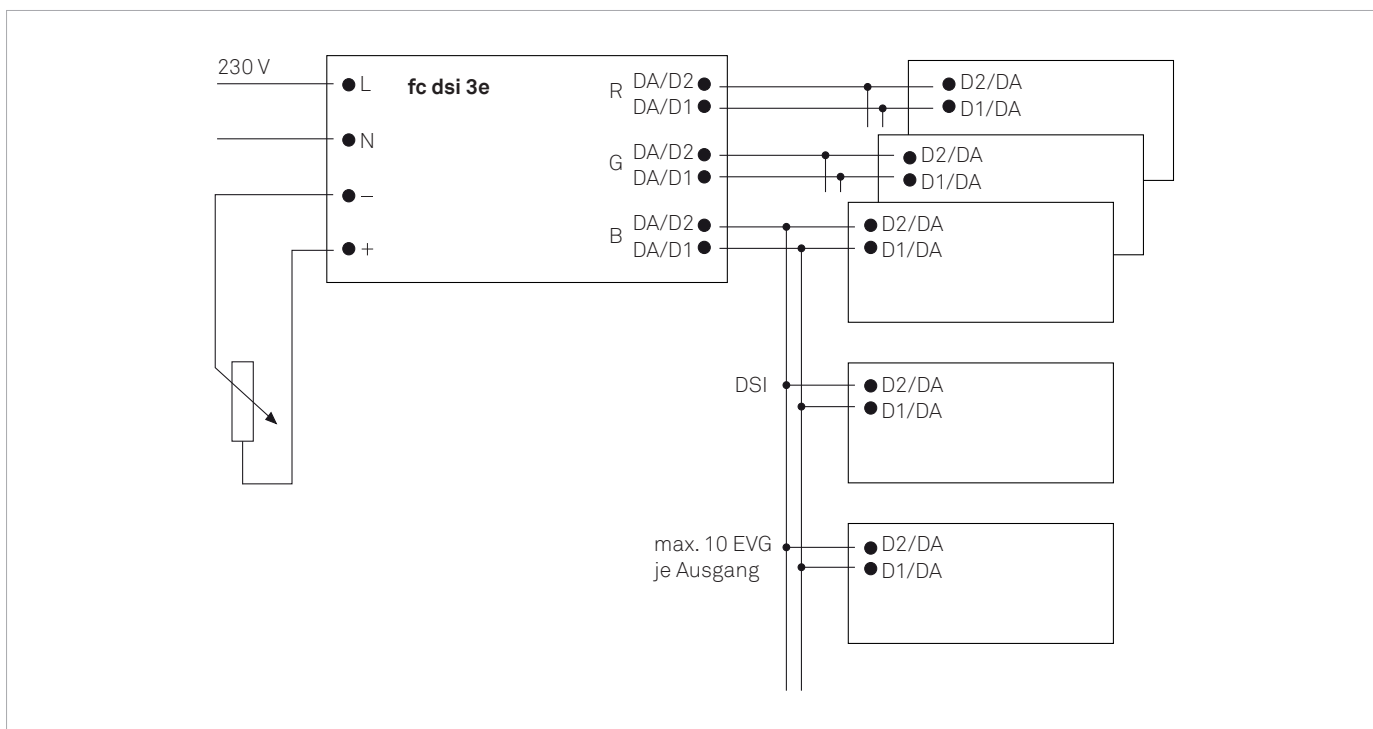 230 V
L
fc dsi 3e
N
–
+
R
DA/D2
DA/D1
G
DA/D2
DA/D1
B
DA/D2
DA/D1
D2/DA
D1/DA
D2/DA
D1/DA
D2/DA
D1/DA
DSI
D2/DA
D1/DA
max. 10 EVG
je Ausgang
D2/DA
D1/DA